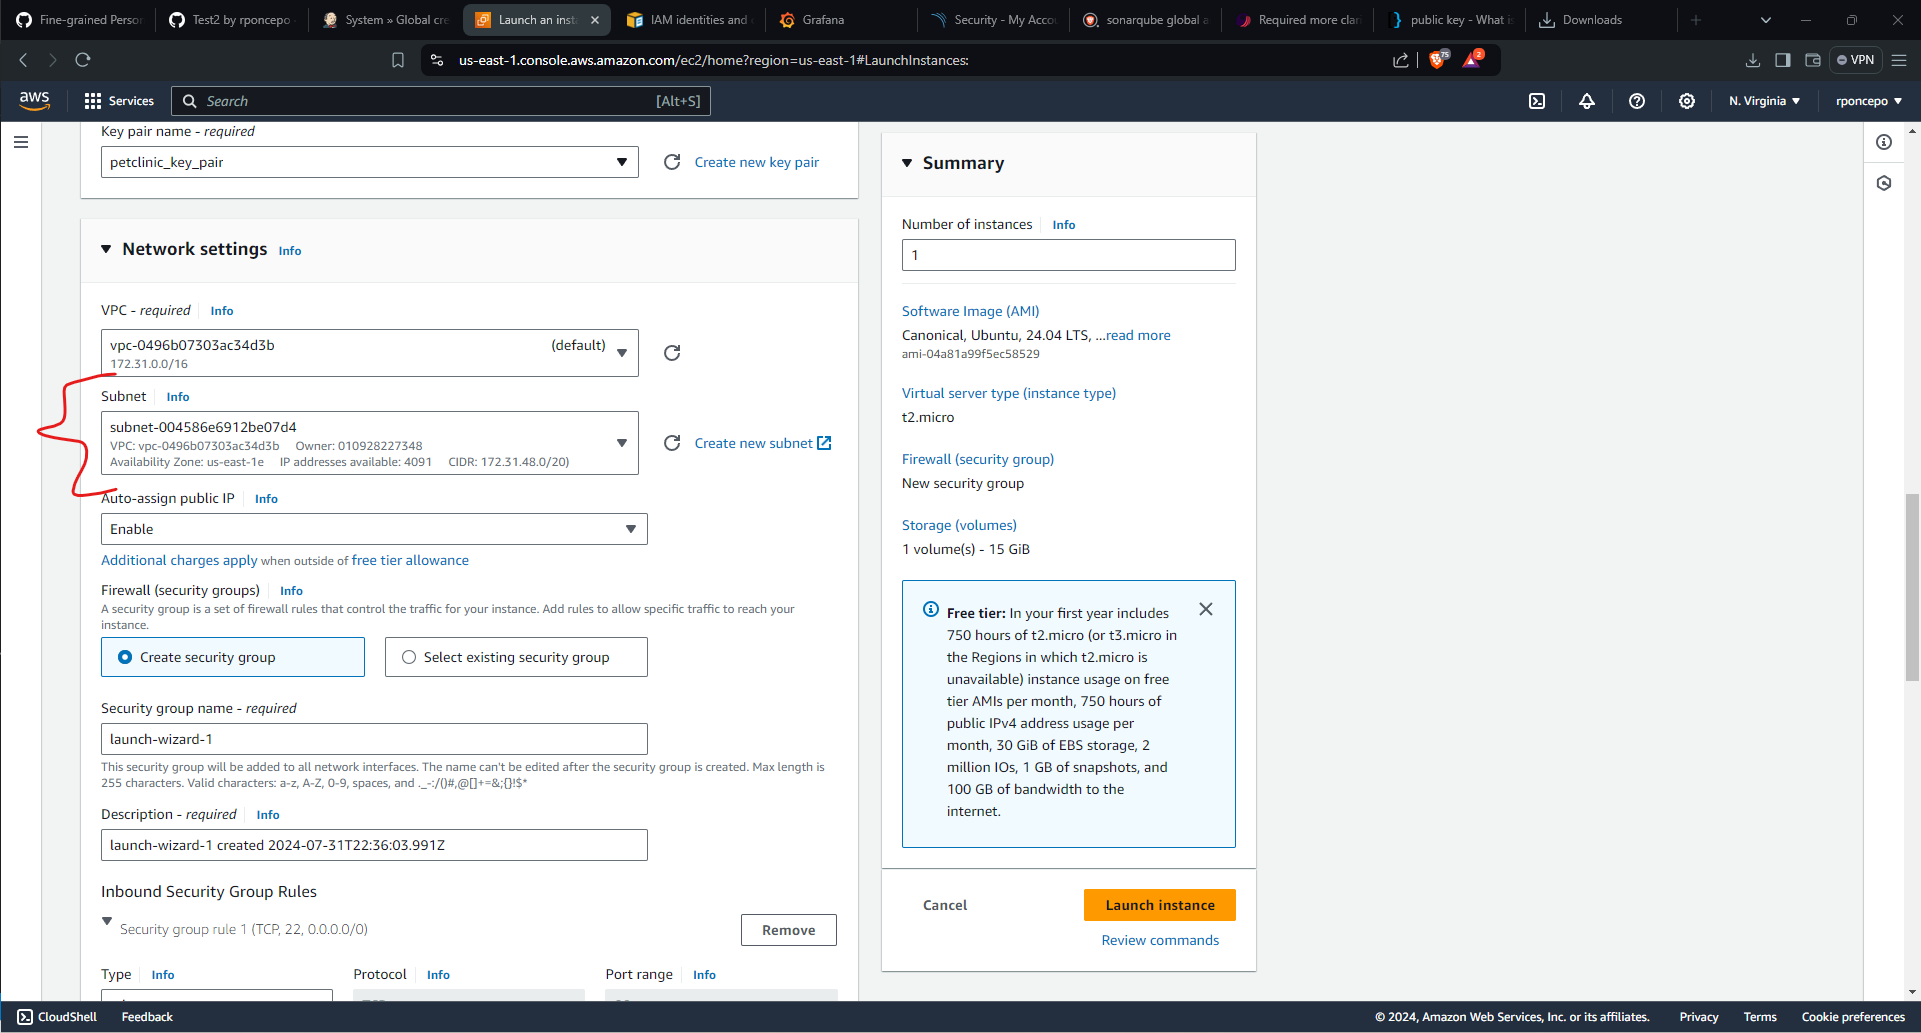 Fine-grained Person
Test2 by rponcepo
System » Global cre
Launch an insta
IAM identities and
Grafana
Security - My Accou
sonarqube global a
Required more clari
public key - What is
Downloads
us-east-1.console.aws.amazon.com/ec2/home?region=us-east-1#LaunchInstances:
75
2
VPN
aws
Services
Search
[Alt+S]
N. Virginia
rponcepo
Key pair name - required
petclinic_key_pair
Create new key pair
Network settings Info
VPC - required Info
vpc-0496b07303ac34d3b (default)
172.31.0.0/16
Subnet Info
subnet-004586e6912be07d4
VPC: vpc-0496b07303ac34d3b Owner: 010928227348
Availability Zone: us-east-1e IP addresses available: 4091 CIDR: 172.31.48.0/20)
Create new subnet
Auto-assign public IP Info
Enable
Additional charges apply when outside of free tier allowance
Firewall (security groups) Info
A security group is a set of firewall rules that control the traffic for your instance. Add rules to allow specific traffic to reach your
instance.
Create security group
Select existing security group
Security group name - required
launch-wizard-1
This security group will be added to all network interfaces. The name can't be edited after the security group is created. Max length is
255 characters. Valid characters: a-z, A-Z, 0-9, spaces, and ._-:/()#,@[]+=&;{}!$*
Description - required Info
launch-wizard-1 created 2024-07-31T22:36:03.991Z
Inbound Security Group Rules
Security group rule 1 (TCP, 22, 0.0.0.0/0)
Remove
Type Info
Protocol Info
Port range Info
Summary
Number of instances Info
1
Software Image (AMI)
Canonical, Ubuntu, 24.04 LTS, ...read more
ami-04a81a99f5ec58529
Virtual server type (instance type)
t2.micro
Firewall (security group)
New security group
Storage (volumes)
1 volume(s) - 15 GiB
Free tier: In your first year includes
750 hours of t2.micro (or t3.micro in
the Regions in which t2.micro is
unavailable) instance usage on free
tier AMIs per month, 750 hours of
public IPv4 address usage per
month, 30 GiB of EBS storage, 2
million IOs, 1 GB of snapshots, and
100 GB of bandwidth to the
internet.
Cancel
Launch instance
Review commands
CloudShell
Feedback
© 2024, Amazon Web Services, Inc. or its affiliates.
Privacy
Terms
Cookie preferences